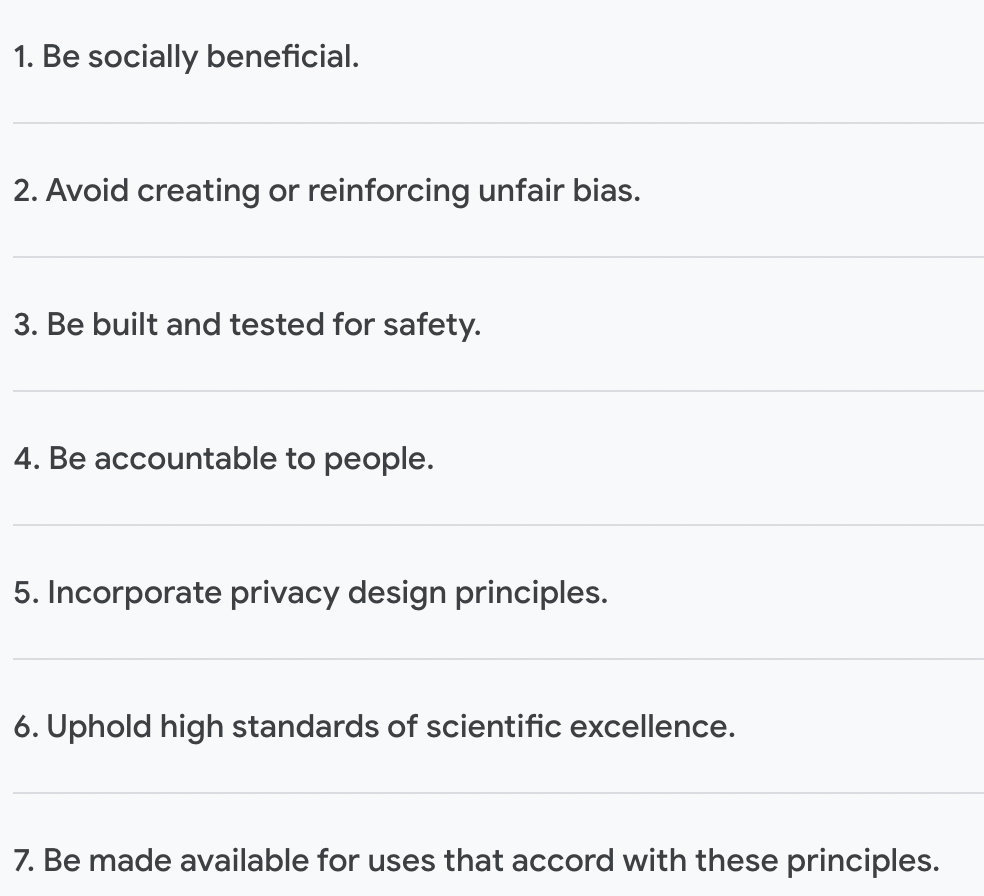 1. Be socially beneficial.
2. Avoid creating or reinforcing unfair bias.
3. Be built and tested for safety.
4. Be accountable to people.
5. Incorporate privacy design principles.
6. Uphold high standards of scientific excellence.
7. Be made available for uses that accord with these principles.